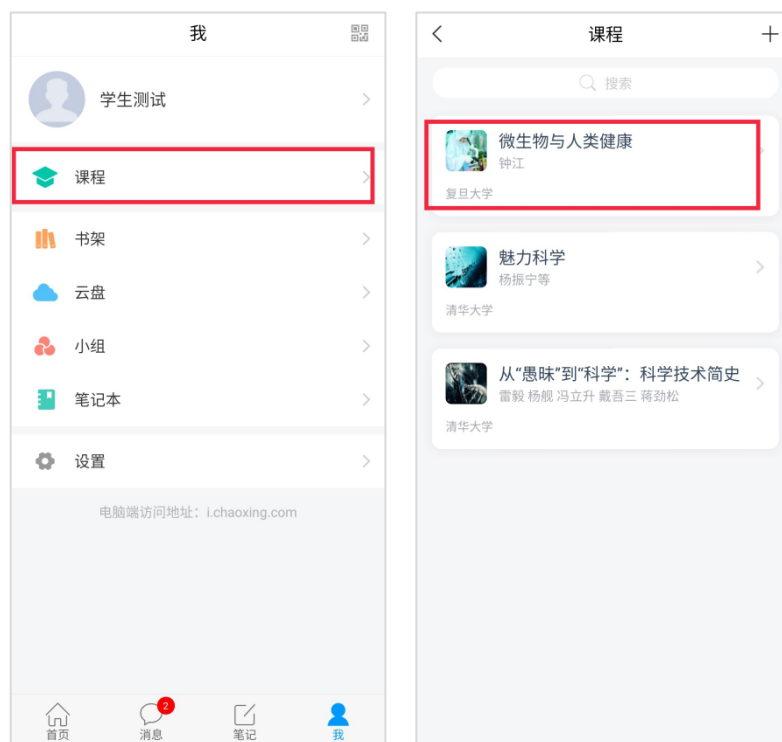 我
学生测试
课程
书架
云盘
小组
笔记本
设置
电脑端访问地址：i.chaoxing.com
首页
2
消息
笔记
我
课程
搜索
微生物与人类健康
钟江
复旦大学
魅力科学
杨振宁等
清华大学
从“愚昧”到“科学”：科学技术简史
雷毅 杨舰 冯立升 戴吾三 蒋劲松
清华大学